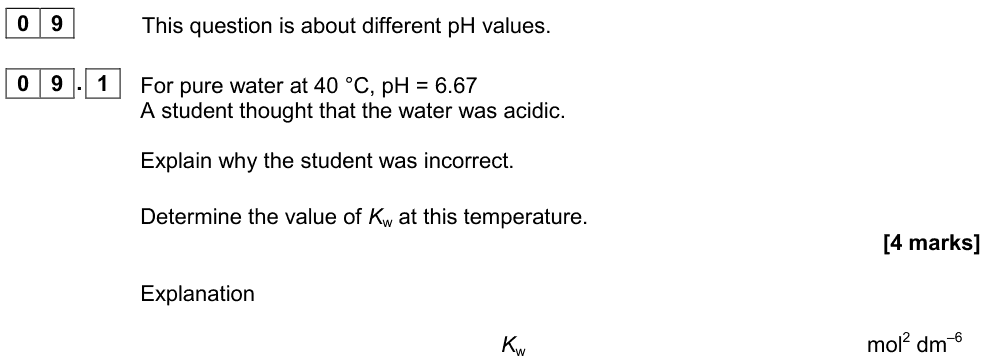 0 9 This question is about different pH values.
0 9 . 1 For pure water at 40 °C, pH = 6.67
A student thought that the water was acidic.
Explain why the student was incorrect.
Determine the value of Kw at this temperature.
[4 marks]
Explanation
Kw mol² dm⁻⁶